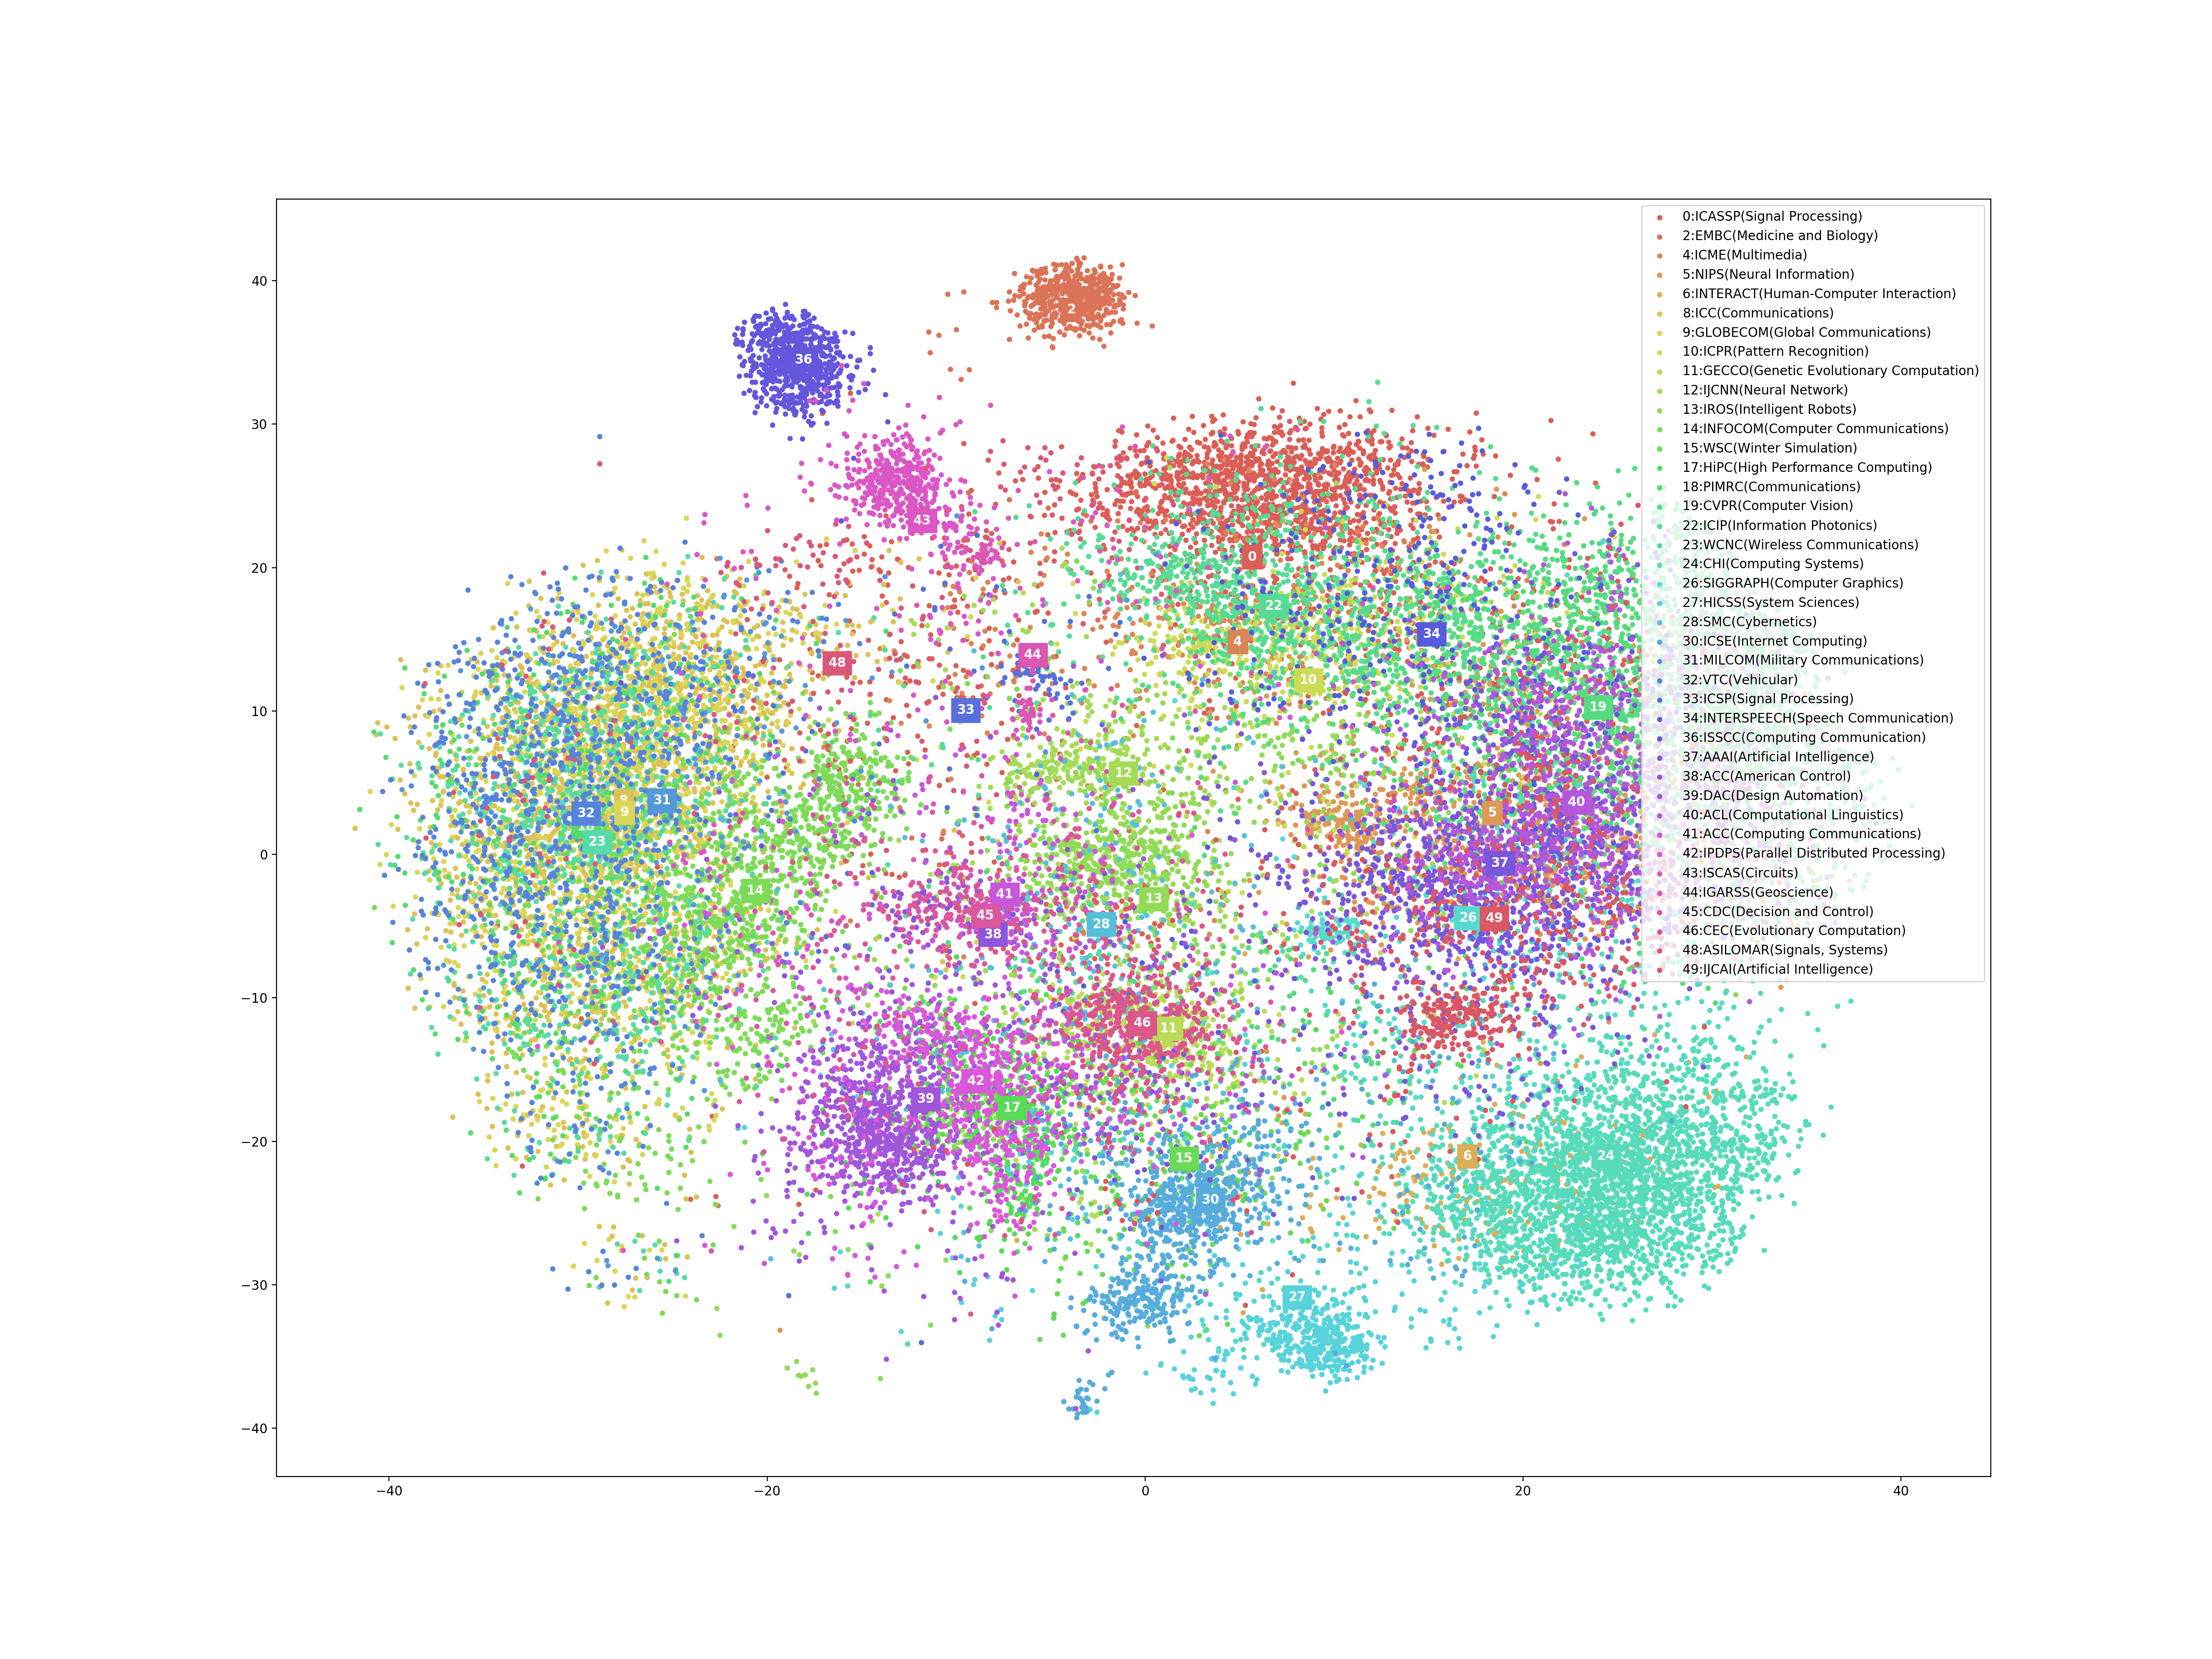 0:ICASSP(Signal Processing)
2:EMBC(Medicine and Biology)
4:ICME(Multimedia)
5:NIPS(Neural Information)
6:INTERACT(Human-Computer Interaction)
8:ICC(Communications)
9:GLOBECOM(Global Communications)
10:ICPR(Pattern Recognition)
11:GECCO(Genetic Evolutionary Computation)
12:IJCNN(Neural Network)
13:IROS(Intelligent Robots)
14:INFOCOM(Computer Communications)
15:WSC(Winter Simulation)
17:HiPC(High Performance Computing)
18:PIMRC(Communications)
19:CVPR(Computer Vision)
22:ICIP(Information Photonics)
23:WCNC(Wireless Communications)
24:CHI(Computing Systems)
26:SIGGRAPH(Computer Graphics)
27:HICSS(System Sciences)
28:SMC(Cybernetics)
30:ICSE(Internet Computing)
31:MILCOM(Military Communications)
32:VTC(Vehicular)
33:ICSP(Signal Processing)
34:INTERSPEECH(Speech Communication)
36:ISSCC(Computing Communication)
37:AAAI(Artificial Intelligence)
38:ACC(American Control)
39:DAC(Design Automation)
40:ACL(Computational Linguistics)
41:ACC(Computing Communications)
42:IPDPS(Parallel Distributed Processing)
43:ISCAS(Circuits)
44:IGARSS(Geoscience)
45:CDC(Decision and Control)
46:CEC(Evolutionary Computation)
48:ASILOMAR(Signals, Systems)
49:IJCAI(Artificial Intelligence)
40
30
20
10
0
−10
−20
−30
−40
2
36
43
0
22
4
34
44
48
10
33
19
12
31
8
9
32
40
5
23
37
14
41
13
45
26
49
28
38
46
11
42
39
17
15
6
24
30
27
−40
−20
0
20
40